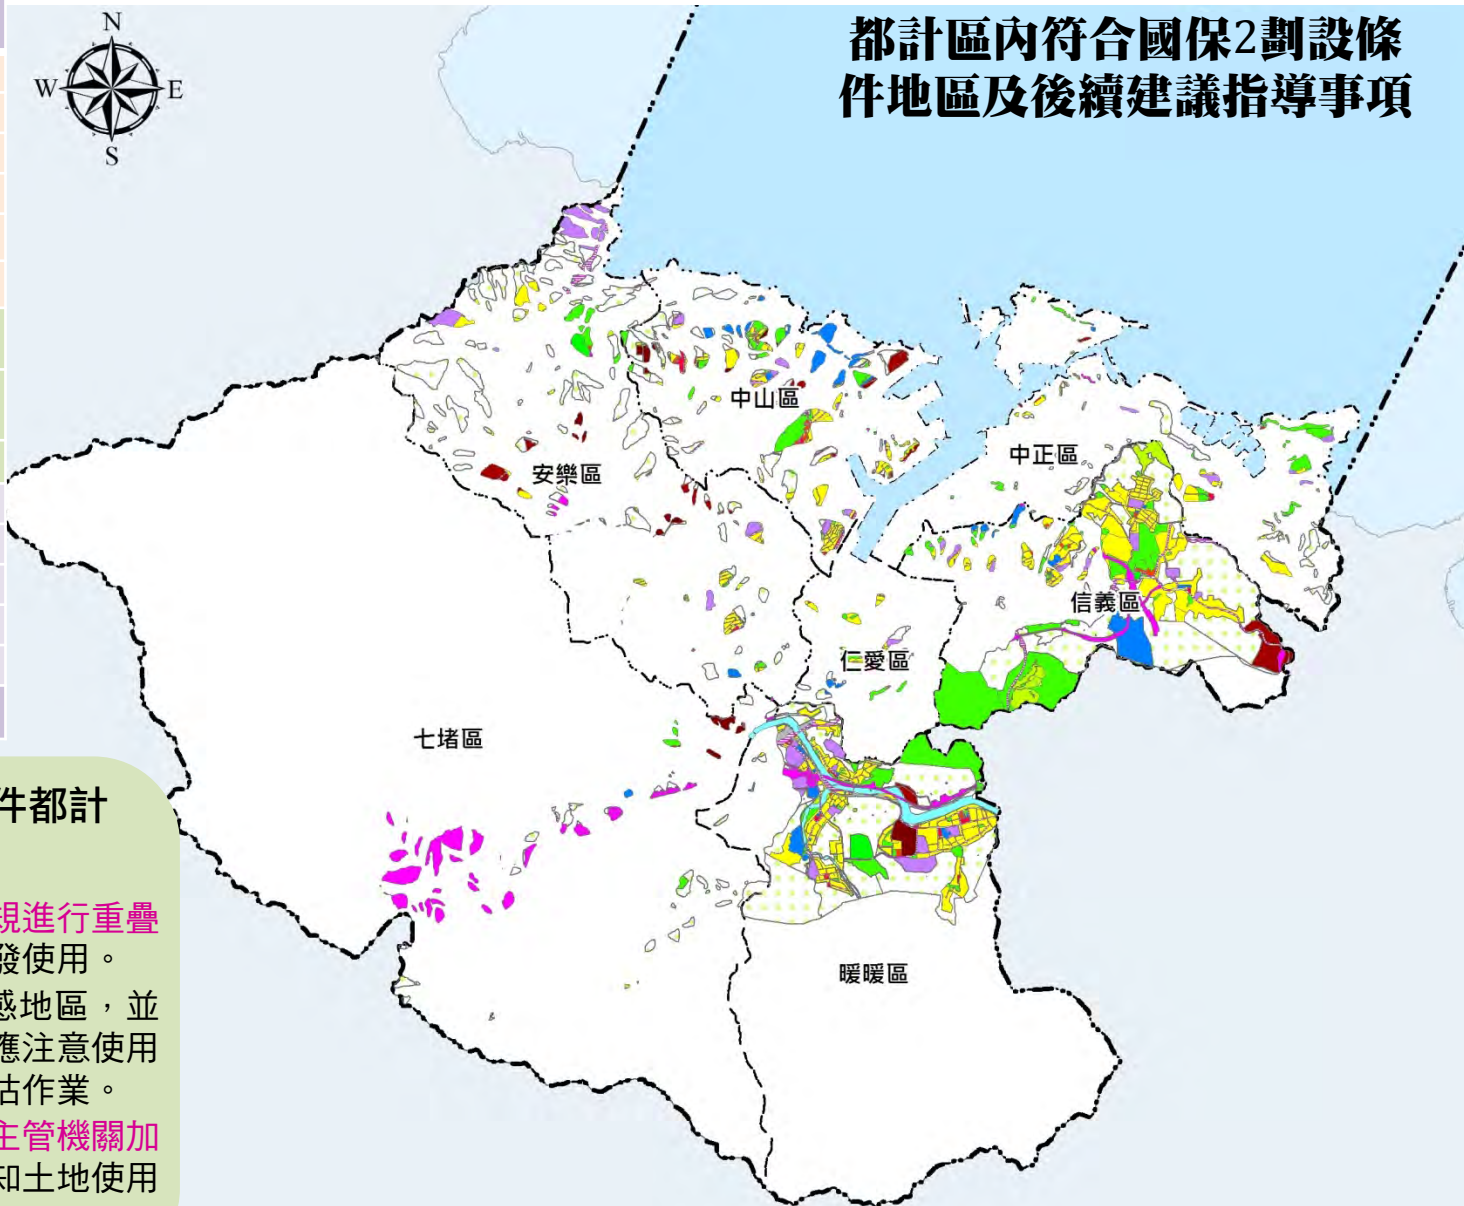 都計區內符合國保2劃設條
件地區及後續建議指導事項
N
W
E
S
中山區
安樂區
中正區
信義區
仁愛區
七堵區
暖暖區
件都計
規進行重疊
發使用。
感地區，並
應注意使用
估作業。
主管機關加
知土地使用